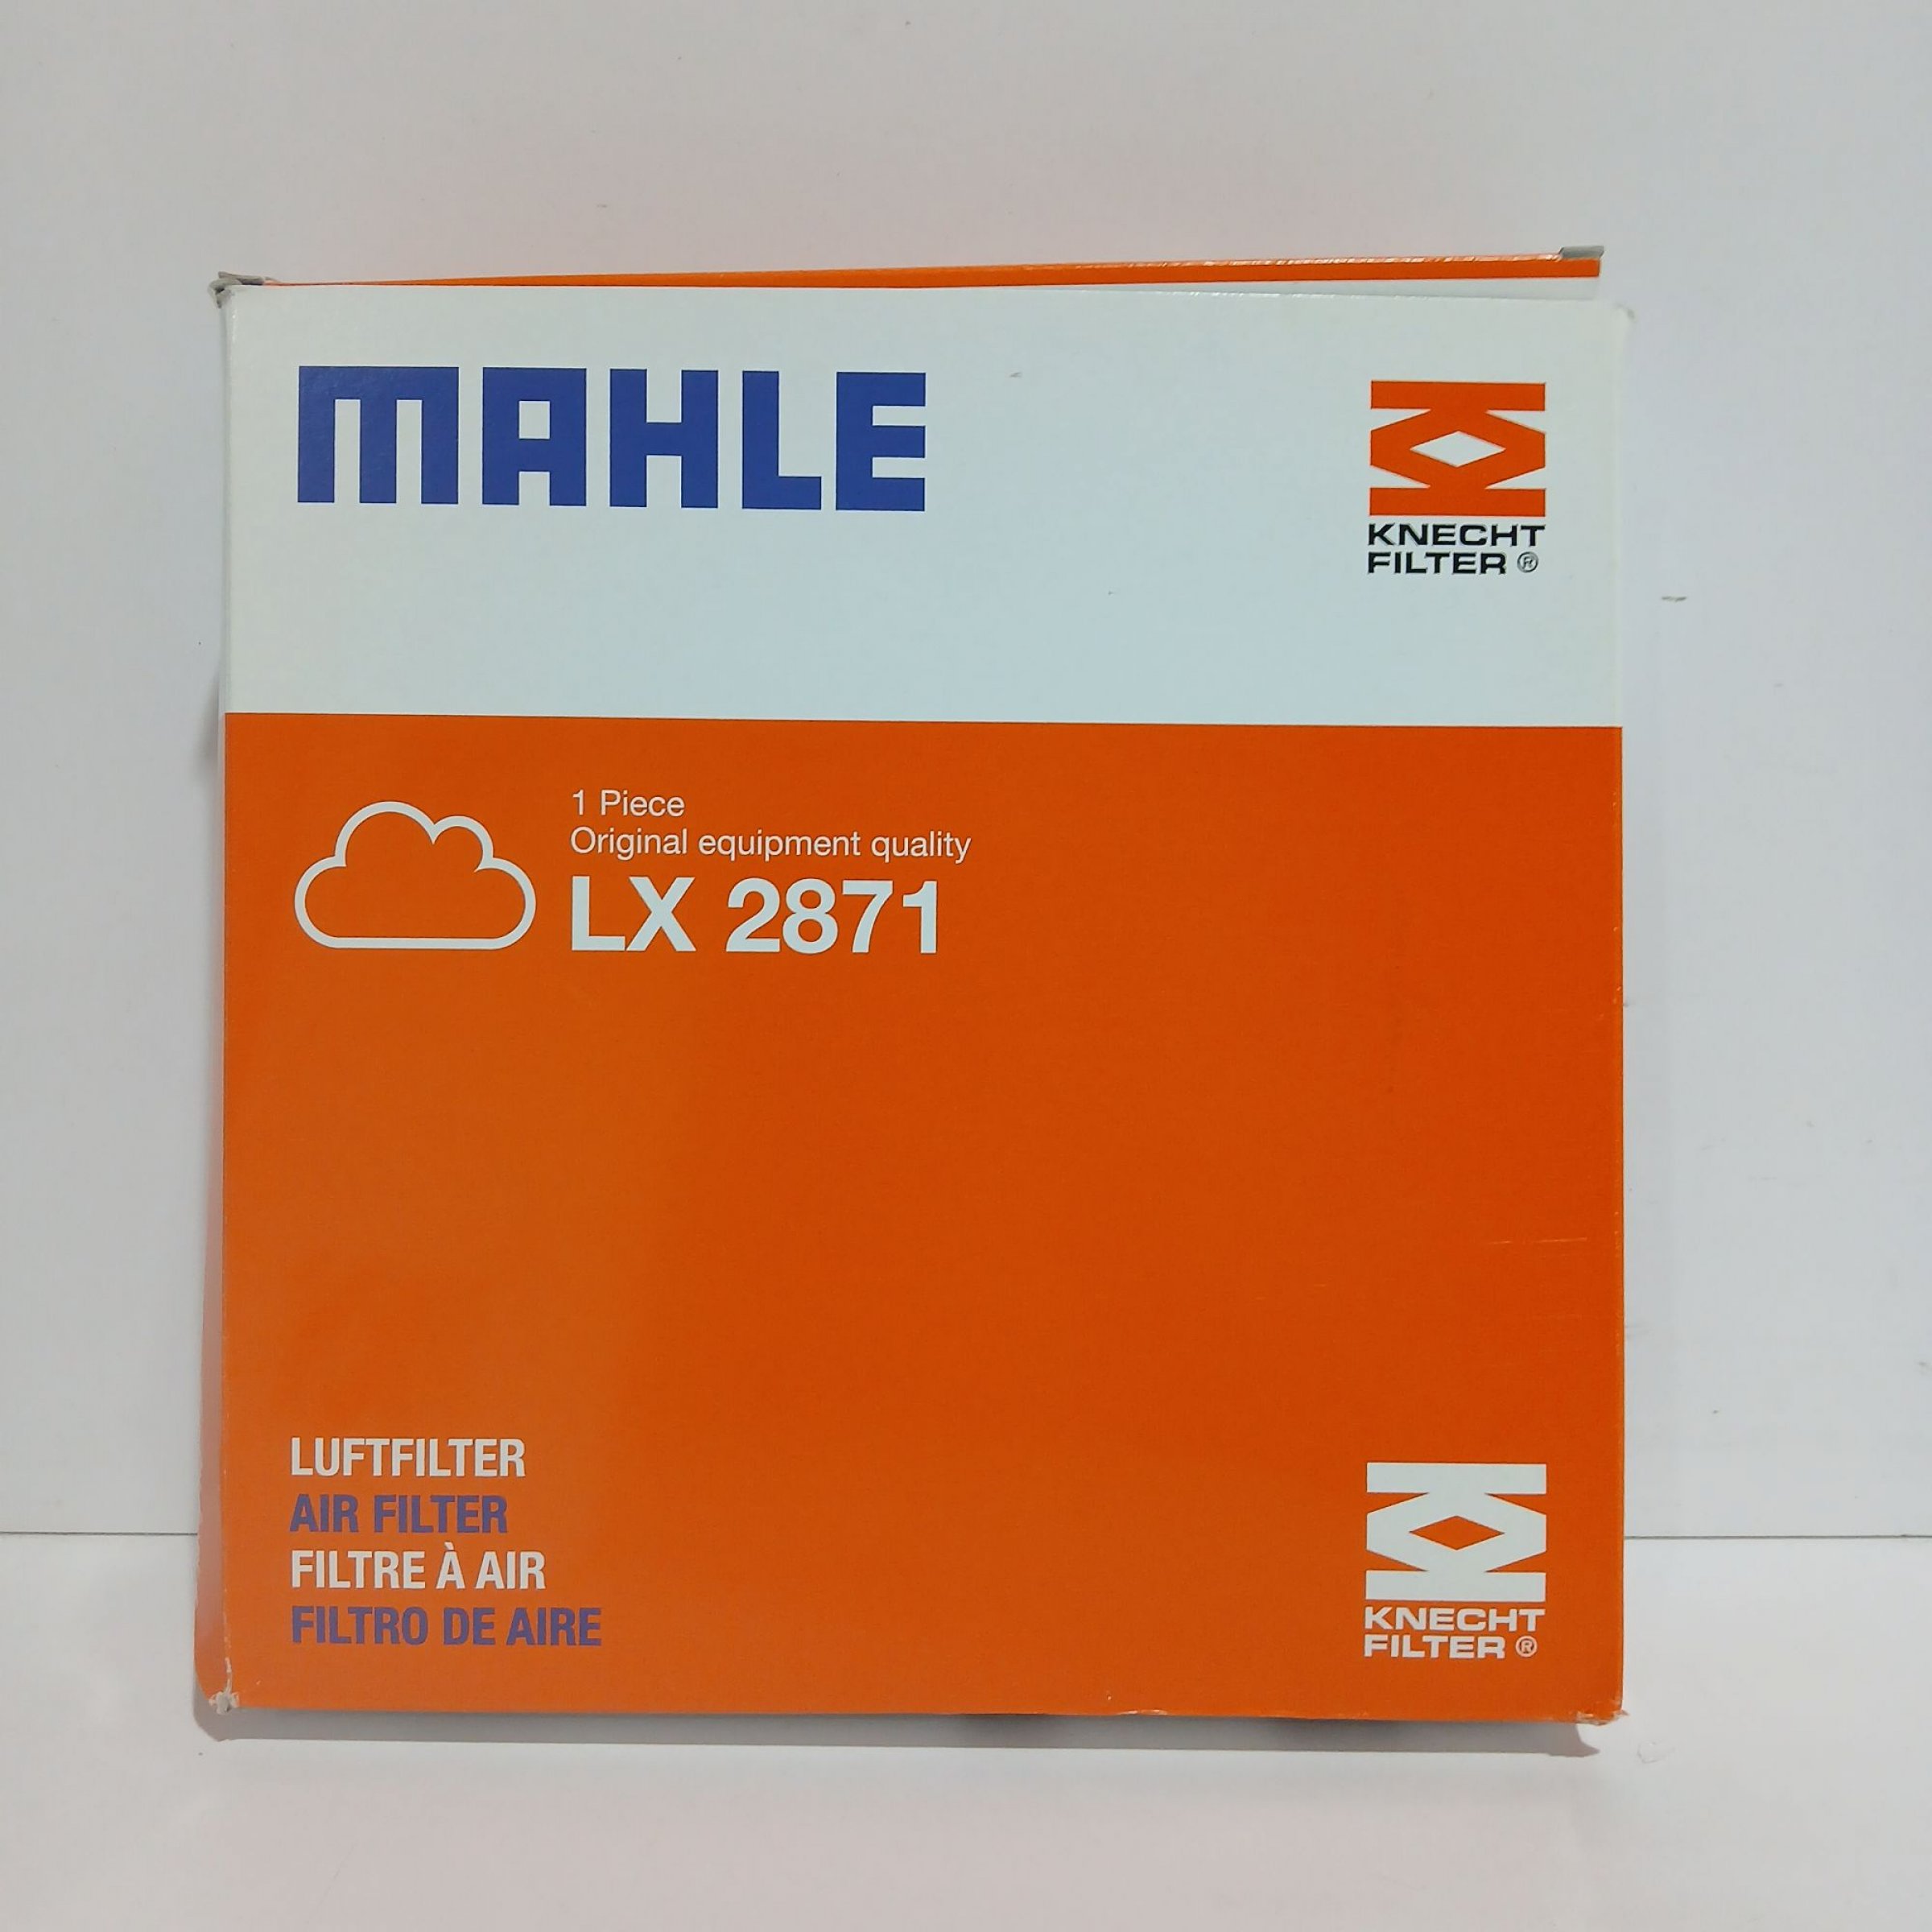 MAHLE
KNECHT
FILTER®
1 Piece
Original equipment quality
LX 2871
LUFTFILTER
AIR FILTER
FILTRE À AIR
FILTRO DE AIRE
KNECHT
FILTER®